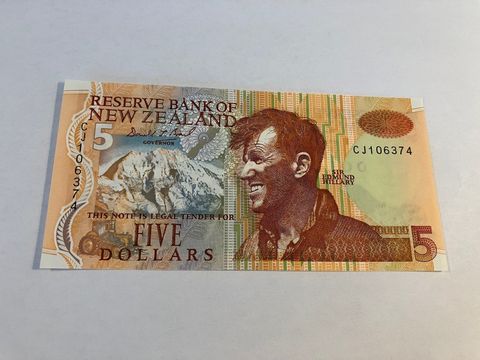 RESERVE BANK OF
NEW ZEALAND
5
GOVERNOR
CJ106374
CJ106374
SIR
EDMUND
HILLARY
THIS NOTE IS LEGAL TENDER FOR
FIVE
DOLLARS
5